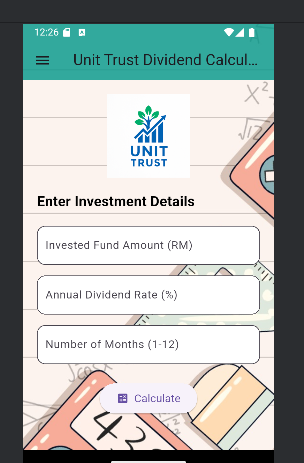 12:26
Unit Trust Dividend Calcul...
UNIT
TRUST
Enter Investment Details
Invested Fund Amount (RM)
Annual Dividend Rate (%)
Number of Months (1-12)
Calculate